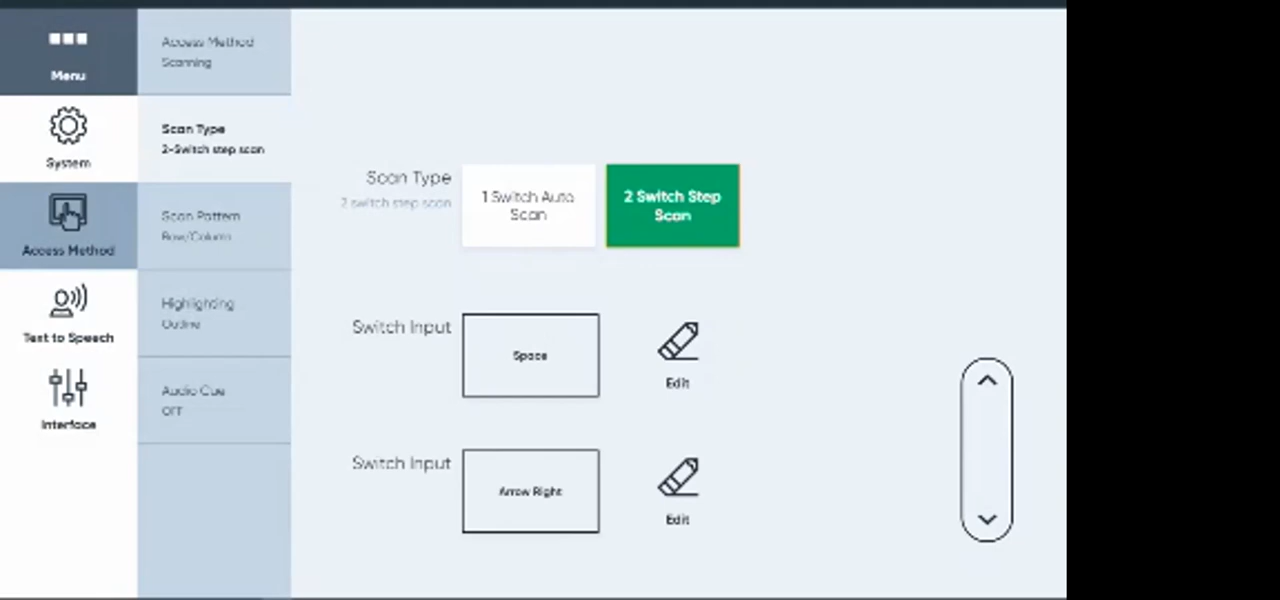 Menu
System
Access Method
Text to Speech
Interface
Access Method
Scanning
Scan Type
2-Switch step scan
Scan Pattern
Row/Column
Highlighting
Outline
Audio Cue
Off
Scan Type
2 switch step scan
1 Switch Auto
Scan
2 Switch Step
Scan
Switch Input
Space
Edit
Switch Input
Arrow Right
Edit